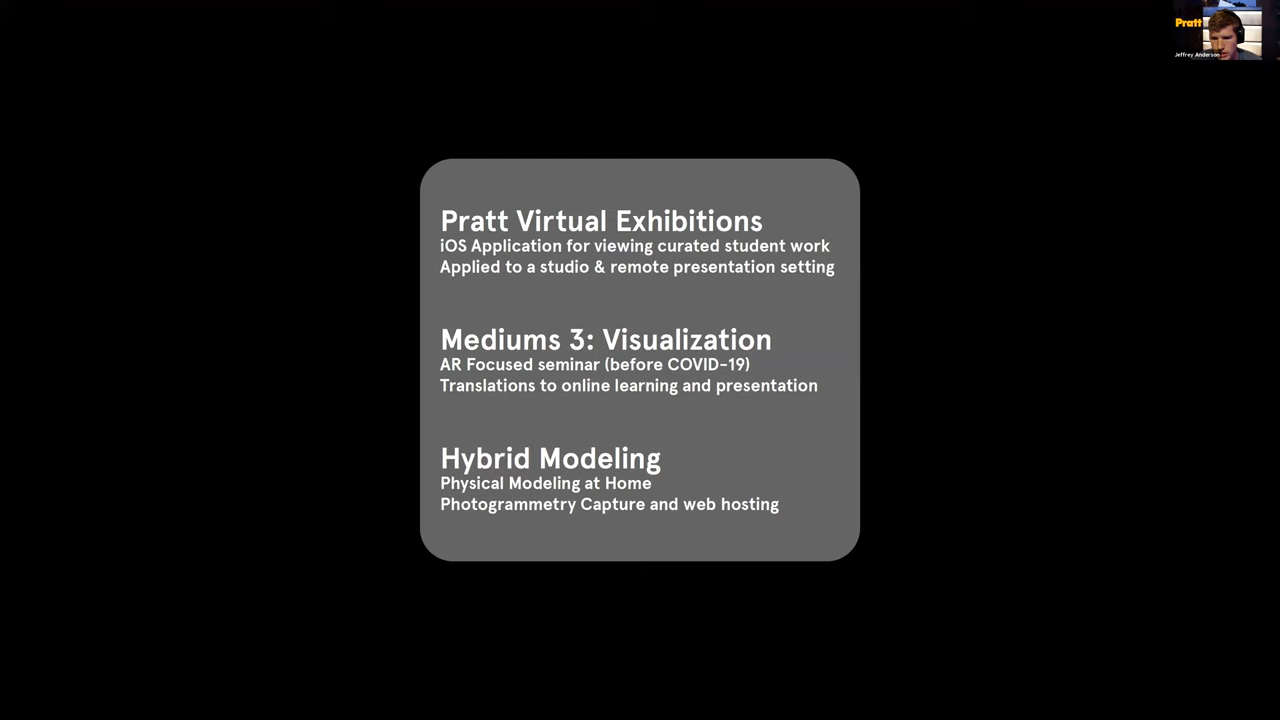 Pratt
Jeffrey Anderson
Pratt Virtual Exhibitions
iOS Application for viewing curated student work
Applied to a studio & remote presentation setting
Mediums 3: Visualization
AR Focused seminar (before COVID-19)
Translations to online learning and presentation
Hybrid Modeling
Physical Modeling at Home
Photogrammetry Capture and web hosting